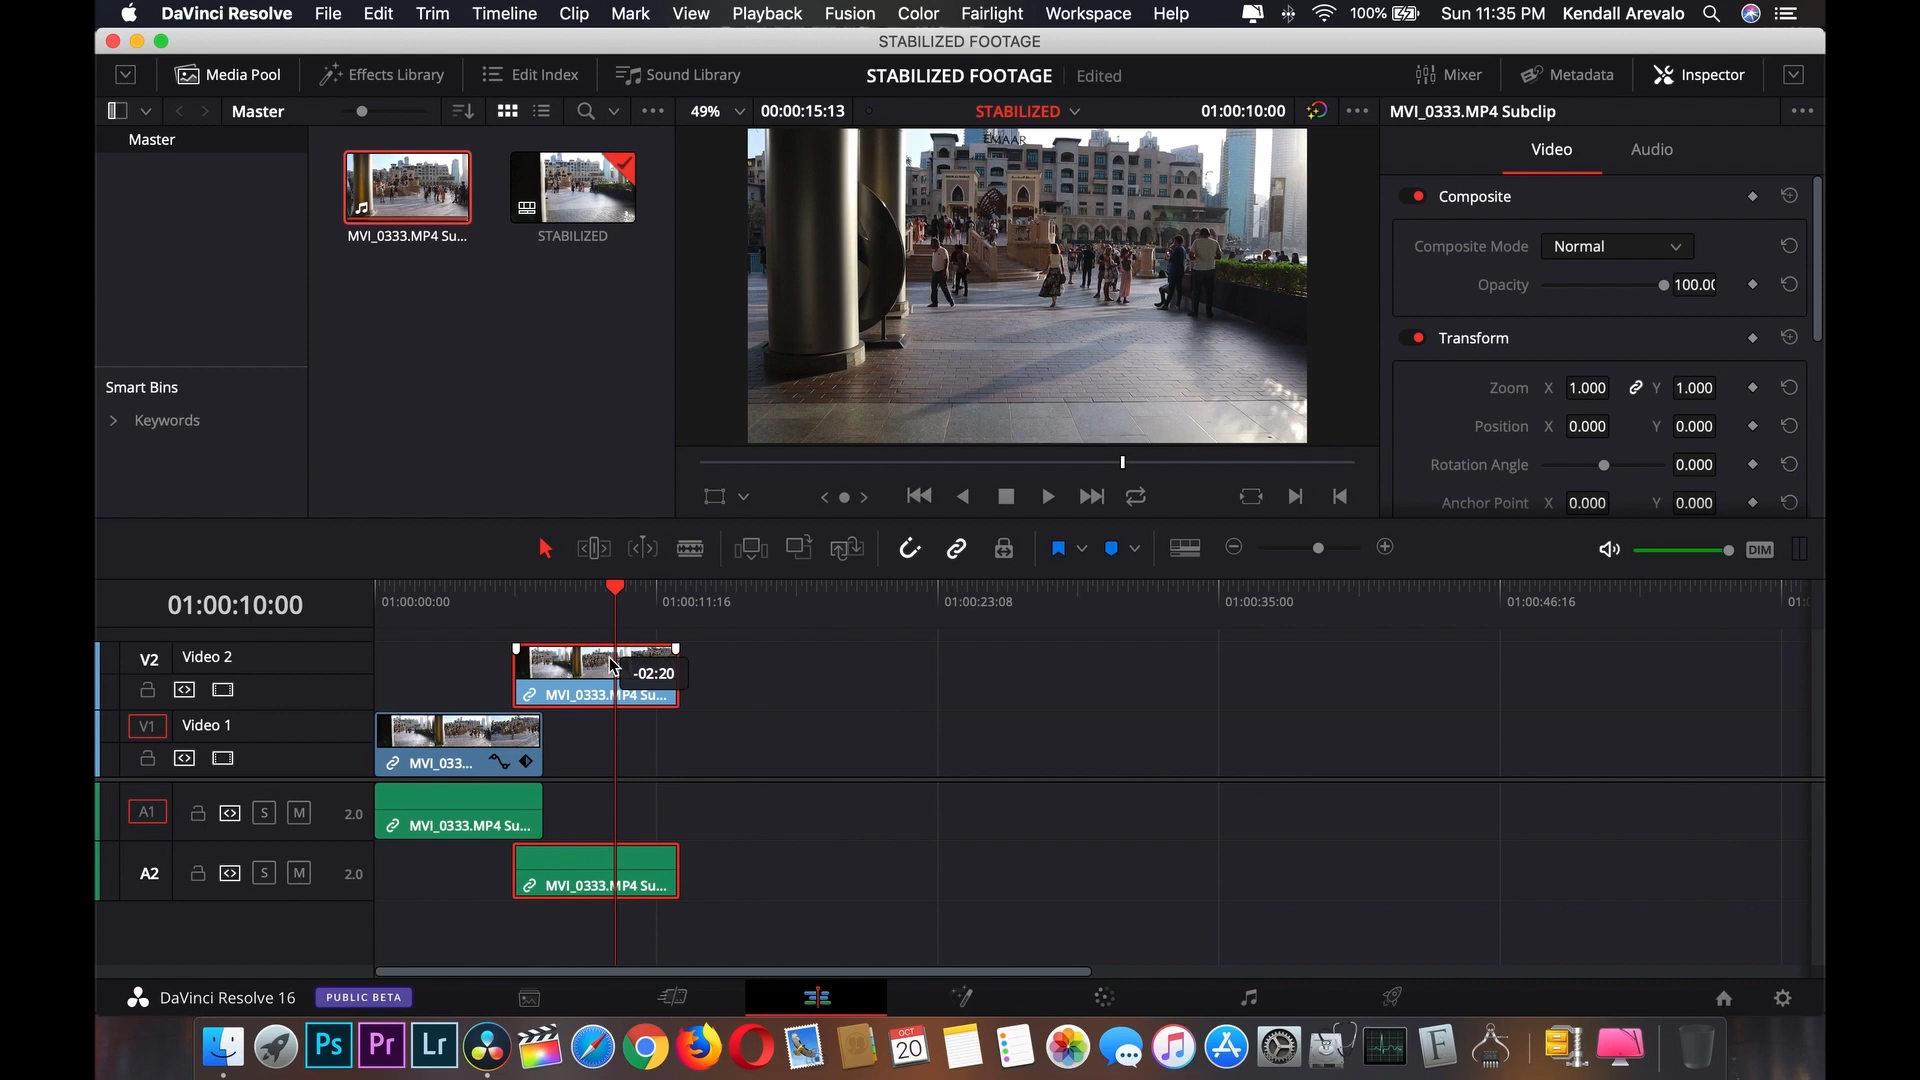 DaVinci Resolve File Edit Trim Timeline Clip Mark View Playback Fusion Color Fairlight Workspace Help 100% Sun 11:35 PM Kendall Arevalo
STABILIZED FOOTAGE
Media Pool Effects Library Edit Index Sound Library STABILIZED FOOTAGE Edited Mixer Metadata Inspector
Master 49% 00:00:15:13 STABILIZED 01:00:10:00 MVI_0333.MP4 Subclip
Master
EMAAR
Video Audio
Composite
MVI_0333.MP4 Su... STABILIZED
Composite Mode Normal
Opacity 100.00
Transform
Smart Bins
Keywords
Zoom X 1.000 Y 1.000
Position X 0.000 Y 0.000
Rotation Angle 0.000
Anchor Point X 0.000 Y 0.000
DIM
01:00:10:00 01:00:00:00 01:00:11:16 01:00:23:08 01:00:35:00 01:00:46:16
V2 Video 2
-02:20
MVI_0333.MP4 Su...
V1 Video 1
MVI_033...
A1 S M 2.0
MVI_0333.MP4 Su...
A2 S M 2.0
MVI_0333.MP4 Su...
DaVinci Resolve 16 PUBLIC BETA
Ps Pr Lr OCT 20 F